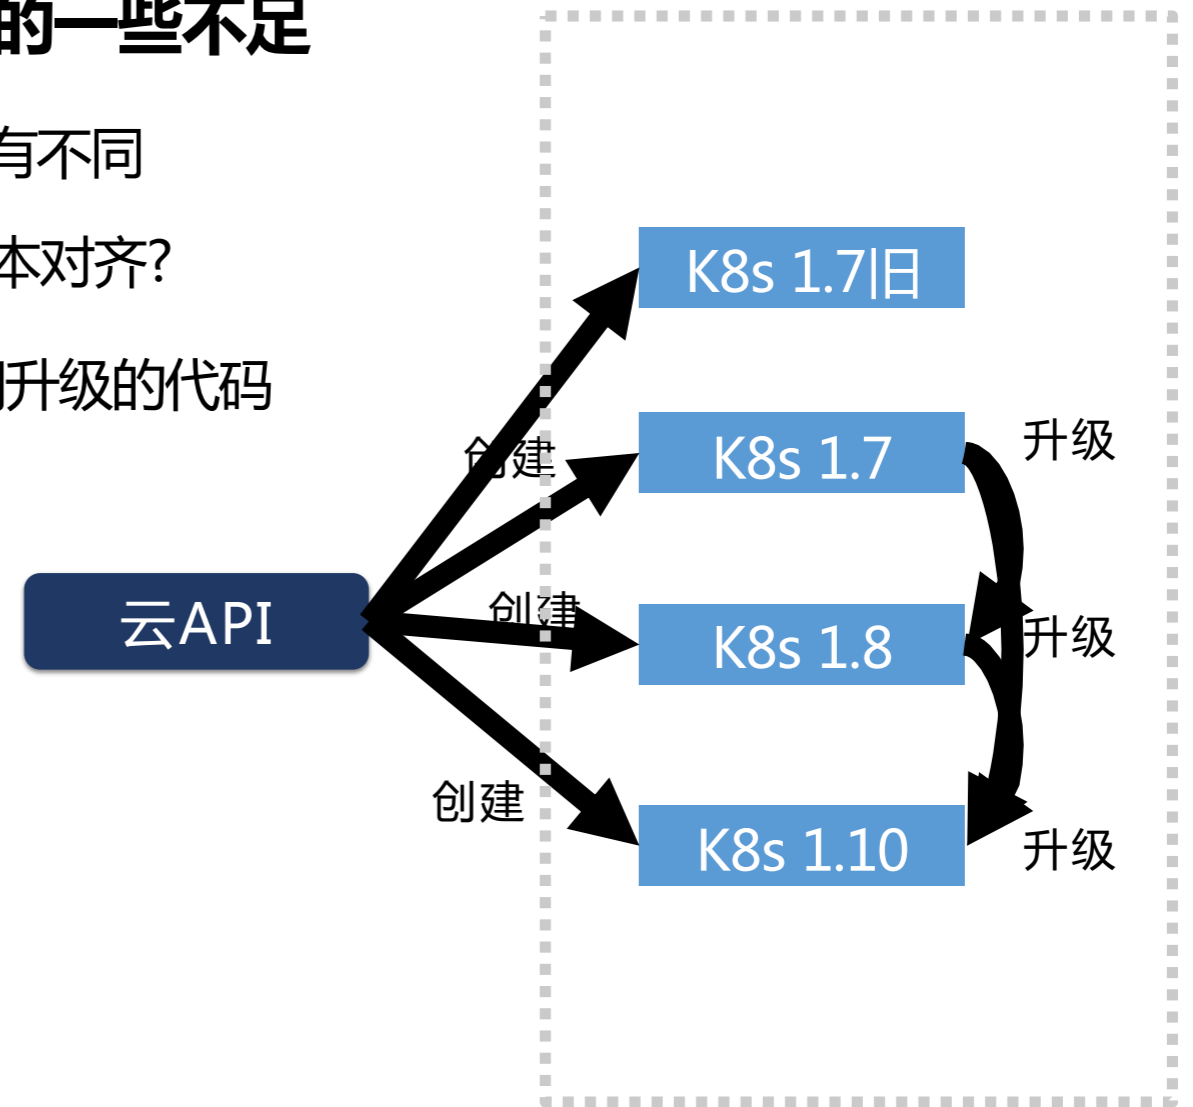 的一些不足
有不同
本对齐?
升级的代码
K8s 1.7旧
创建
K8s 1.7
升级
云API
创建
K8s 1.8
升级
创建
K8s 1.10
升级